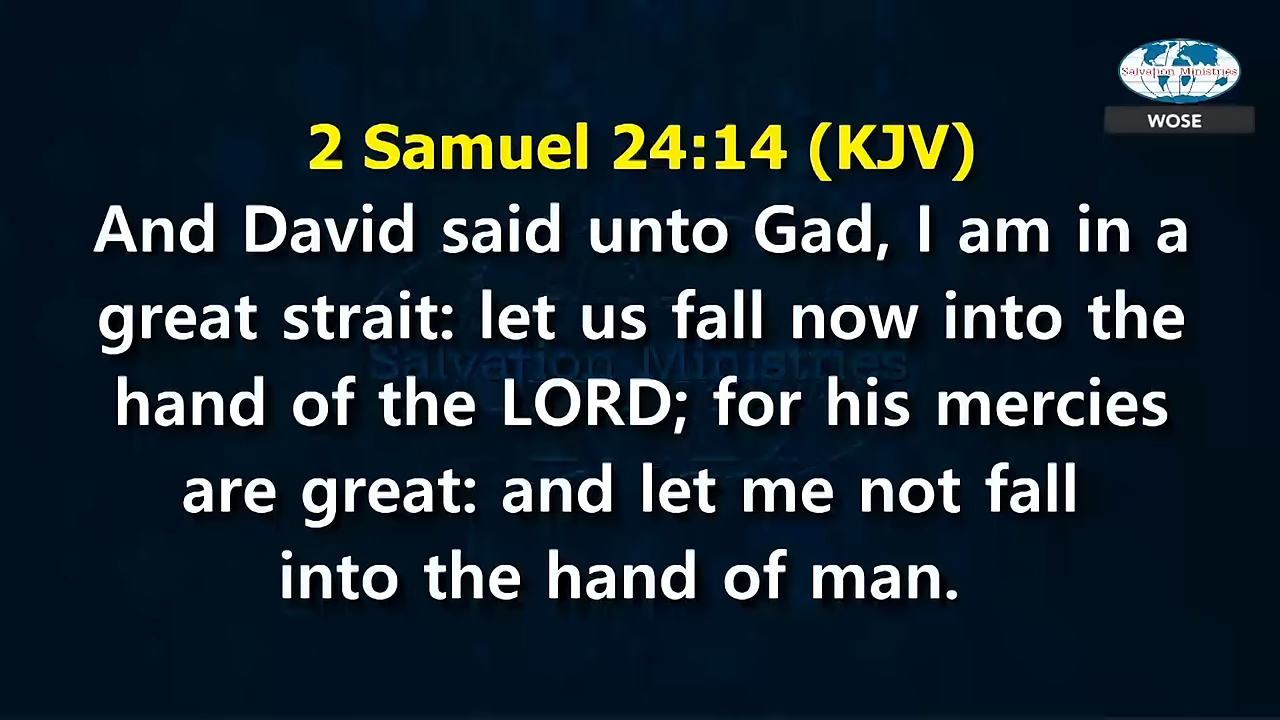 Salvation Ministries
WOSE
2 Samuel 24:14 (KJV)
And David said unto Gad, I am in a
great strait: let us fall now into the
hand of the LORD; for his mercies
are great: and let me not fall
into the hand of man.
Salvation Ministries